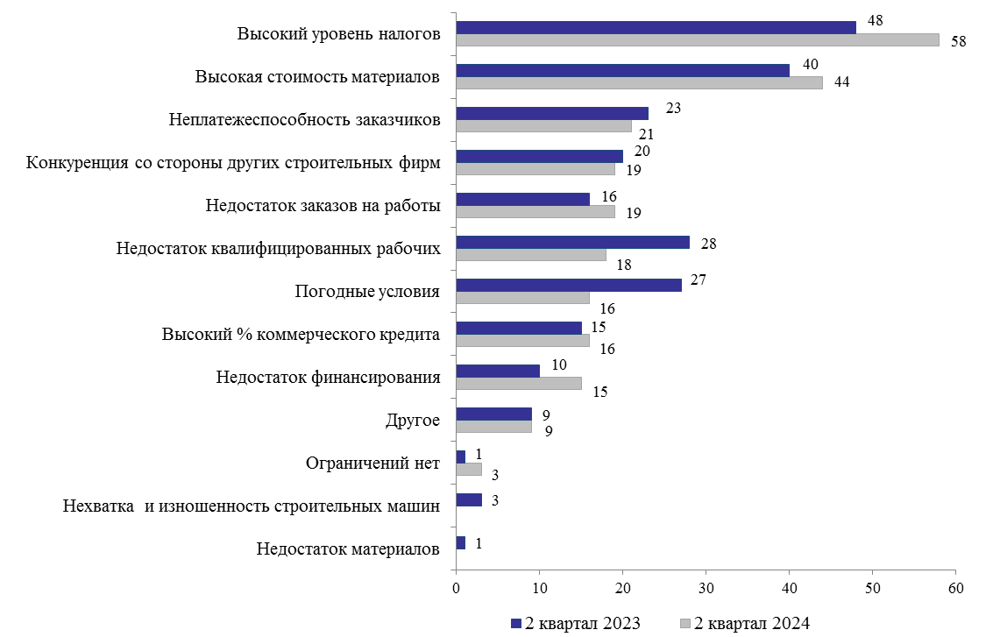 Высокий уровень налогов
48
58
Высокая стоимость материалов
40
44
Неплатежеспособность заказчиков
23
21
Конкуренция со стороны других строительных фирм
20
19
Недостаток заказов на работы
16
19
Недостаток квалифицированных рабочих
28
18
Погодные условия
27
16
Высокий % коммерческого кредита
15
16
Недостаток финансирования
10
15
Другое
9
9
Ограничений нет
1
3
Нехватка и изношенность строительных машин
3
Недостаток материалов
1
0 10 20 30 40 50 60
2 квартал 2023 2 квартал 2024